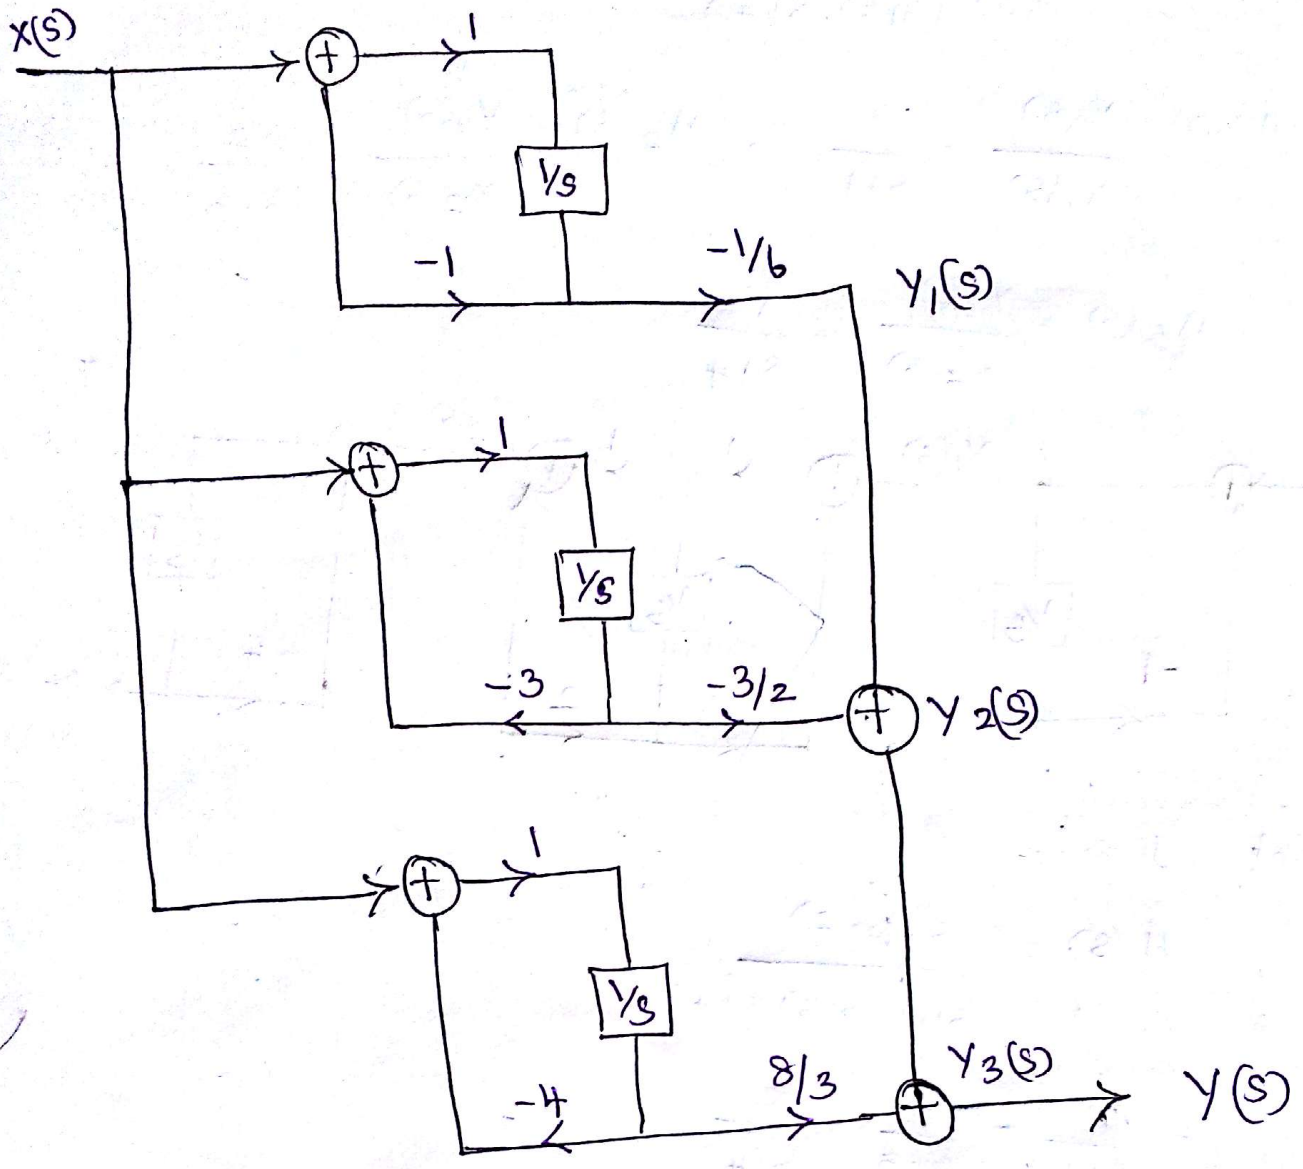 X(S)
+
1
1/s
-1
-1/6
Y1(S)
+
1
1/s
-3
-3/2
+
Y2(S)
+
1
1/s
-4
8/3
+
Y3(S)
Y(S)